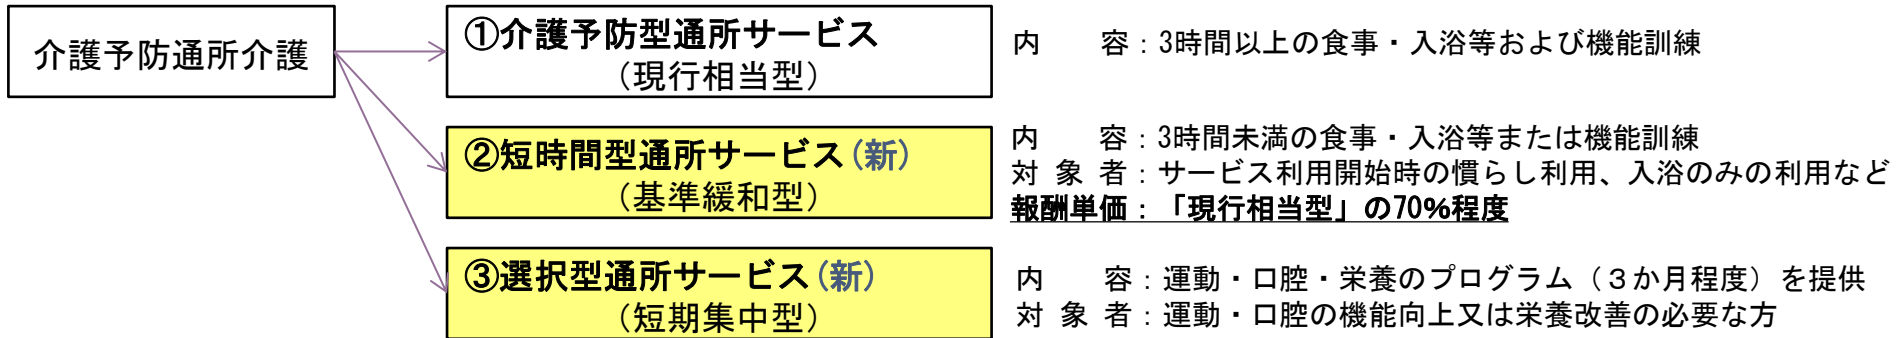 介護予防通所介護
①介護予防型通所サービス
（現行相当型）
内　　容：3時間以上の食事・入浴等および機能訓練
②短時間型通所サービス(新)
（基準緩和型）
内　　容：3時間未満の食事・入浴等または機能訓練
対 象 者：サービス利用開始時の慣らし利用、入浴のみの利用など
報酬単価：「現行相当型」の70%程度
③選択型通所サービス(新)
（短期集中型）
内　　容：運動・口腔・栄養のプログラム（３か月程度）を提供
対 象 者：運動・口腔の機能向上又は栄養改善の必要な方